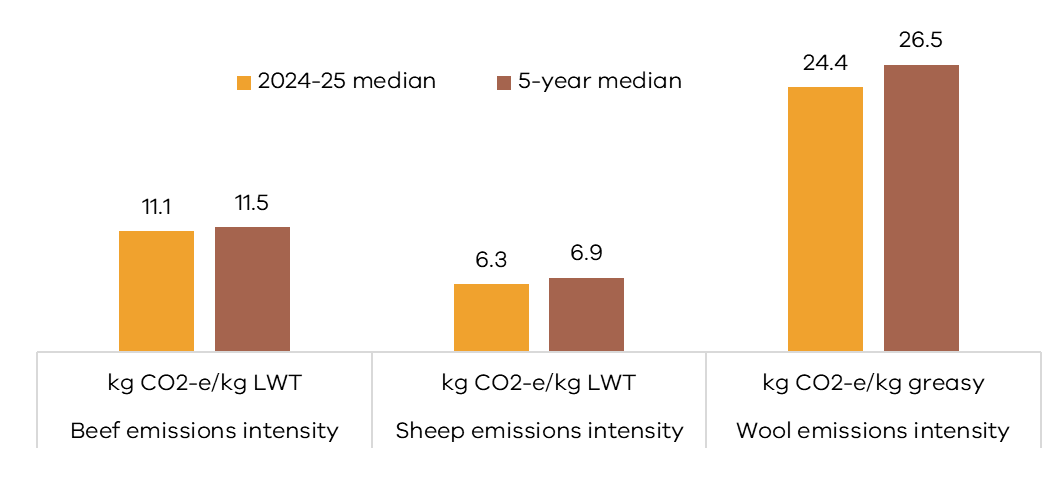 26.5
24.4
2024-25 median
5-year median
11.1
11.5
6.3
6.9
kg CO2-e/kg LWT
kg CO2-e/kg LWT
kg CO2-e/kg greasy
Beef emissions intensity
Sheep emissions intensity
Wool emissions intensity